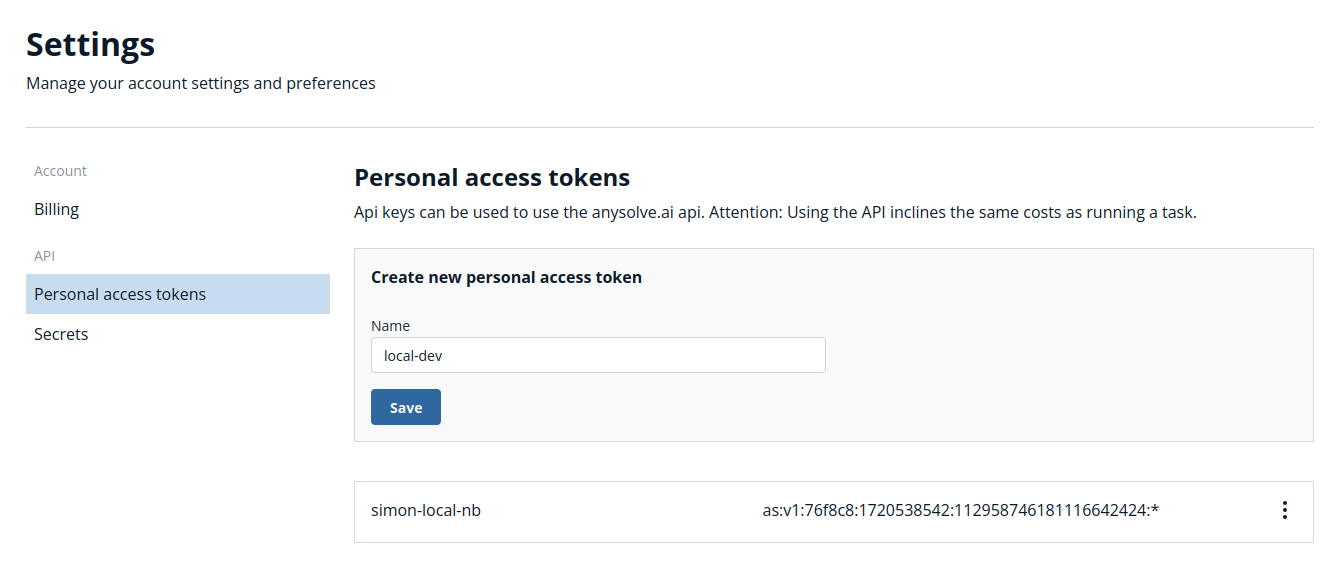 Settings
Manage your account settings and preferences
Account
Billing
API
Personal access tokens
Secrets
Personal access tokens
Api keys can be used to use the anysolve.ai api. Attention: Using the API inclines the same costs as running a task.
Create new personal access token
Name
local-dev
Save
simon-local-nb
as:v1:76f8c8:1720538542:112958746181116642424:*